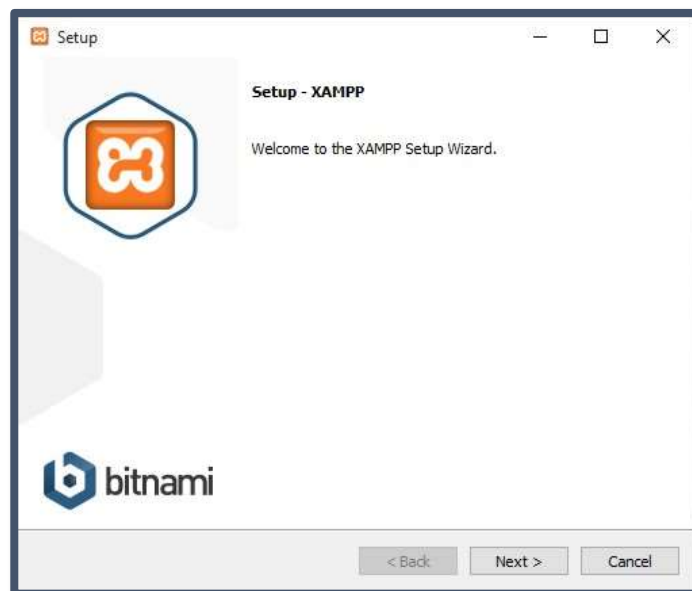 Setup
Setup - XAMPP
Welcome to the XAMPP Setup Wizard.
bitnami
< Back
Next >
Cancel